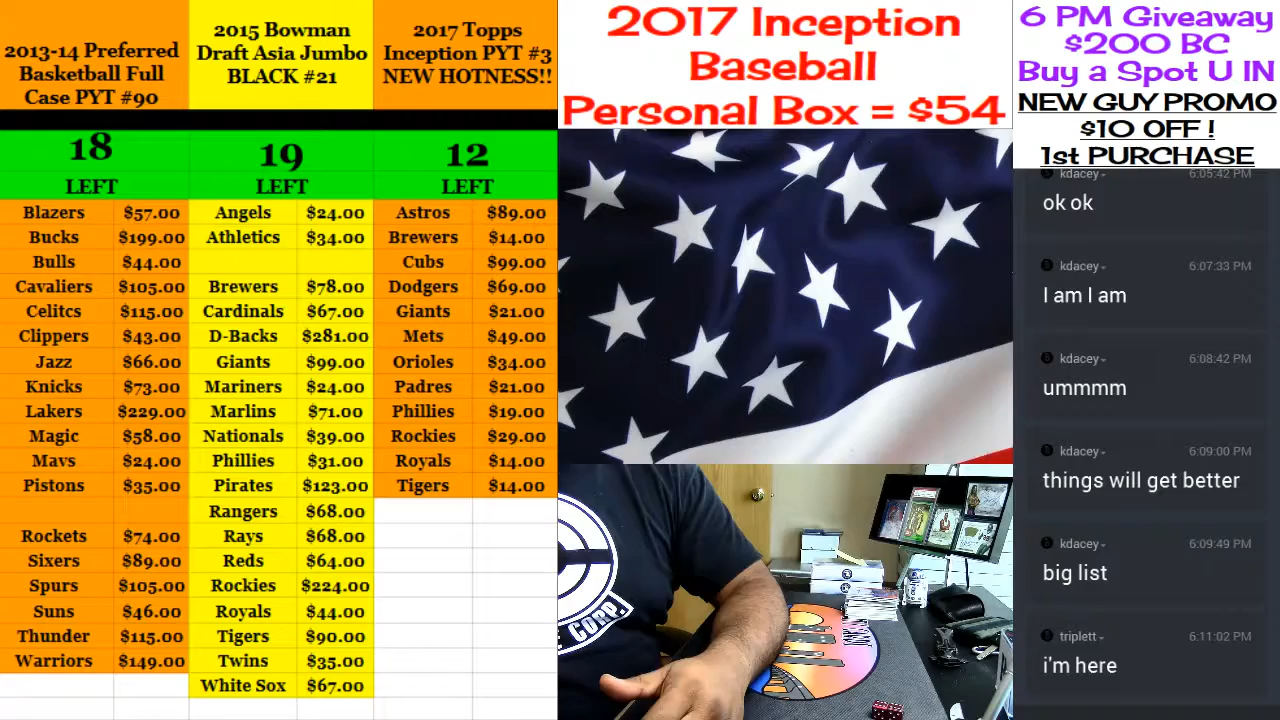 2013-14 Preferred
Basketball Full
Case PYT #90
18
LEFT
Blazers $57.00
Bucks $199.00
Bulls $44.00
Cavaliers $105.00
Celitcs $115.00
Clippers $43.00
Jazz $66.00
Knicks $73.00
Lakers $229.00
Magic $58.00
Mavs $24.00
Pistons $35.00
Rockets $74.00
Sixers $89.00
Spurs $105.00
Suns $46.00
Thunder $115.00
Warriors $149.00
2015 Bowman
Draft Asia Jumbo
BLACK #21
19
LEFT
Angels $24.00
Athletics $34.00
Brewers $78.00
Cardinals $67.00
D-Backs $281.00
Giants $99.00
Mariners $24.00
Marlins $71.00
Nationals $39.00
Phillies $31.00
Pirates $123.00
Rangers $68.00
Rays $68.00
Reds $64.00
Rockies $224.00
Royals $44.00
Tigers $90.00
Twins $35.00
White Sox $67.00
2017 Topps
Inception PYT #3
NEW HOTNESS!!
12
LEFT
Astros $89.00
Brewers $14.00
Cubs $99.00
Dodgers $69.00
Giants $21.00
Mets $49.00
Orioles $34.00
Padres $21.00
Phillies $19.00
Rockies $29.00
Royals $14.00
Tigers $14.00
2017 Inception
Baseball
Personal Box = $54
CORP.
6 PM Giveaway
$200 BC
Buy a Spot U IN
NEW GUY PROMO
$10 OFF !
1st PURCHASE
kdacey 6:05:42 PM
ok ok
kdacey 6:07:33 PM
I am I am
kdacey 6:08:42 PM
ummmm
kdacey 6:09:00 PM
things will get better
kdacey 6:09:49 PM
big list
triplett 6:11:02 PM
i'm here